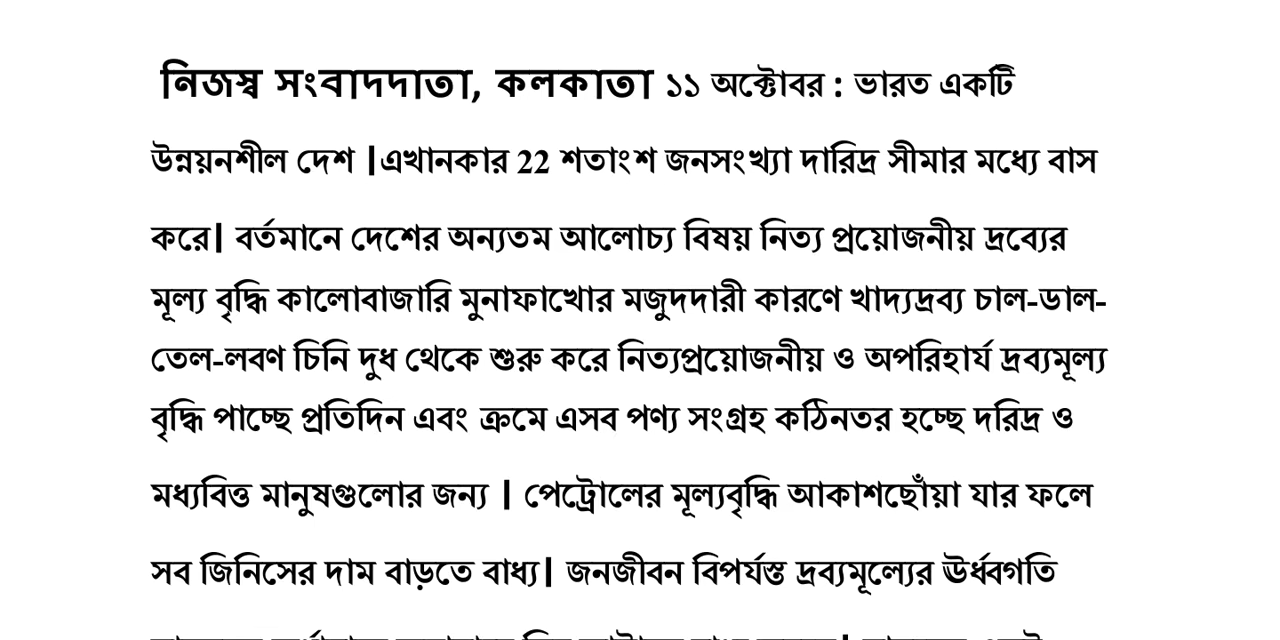 নিজস্ব সংবাদদাতা, কলকাতা ১১ অক্টোবর : ভারত একটি
উন্নয়নশীল দেশ |এখানকার 22 শতাংশ জনসংখ্যা দারিদ্র সীমার মধ্যে বাস
করে| বর্তমানে দেশের অন্যতম আলোচ্য বিষয় নিত্য প্রয়োজনীয় দ্রব্যের
মূল্য বৃদ্ধি কালোবাজারি মুনাফাখোর মজুদদারী কারণে খাদ্যদ্রব্য চাল-ডাল-
তেল-লবণ চিনি দুধ থেকে শুরু করে নিত্যপ্রয়োজনীয় ও অপরিহার্য দ্রব্যমূল্য
বৃদ্ধি পাচ্ছে প্রতিদিন এবং ক্রমে এসব পণ্য সংগ্রহ কঠিনতর হচ্ছে দরিদ্র ও
মধ্যবিত্ত মানুষগুলোর জন্য | পেট্রোলের মূল্যবৃদ্ধি আকাশছোঁয়া যার ফলে
সব জিনিসের দাম বাড়তে বাধ্য| জনজীবন বিপর্যস্ত দ্রব্যমূল্যের ঊর্ধ্বগতি